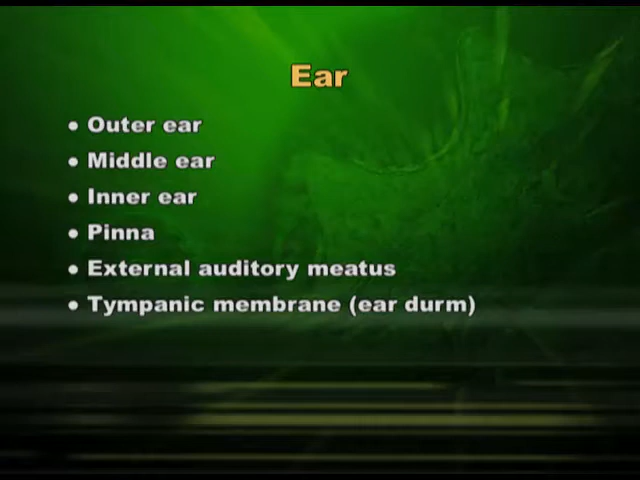 Ear
• Outer ear
• Middle ear
• Inner ear
• Pinna
• External auditory meatus
• Tympanic membrane (ear durm)